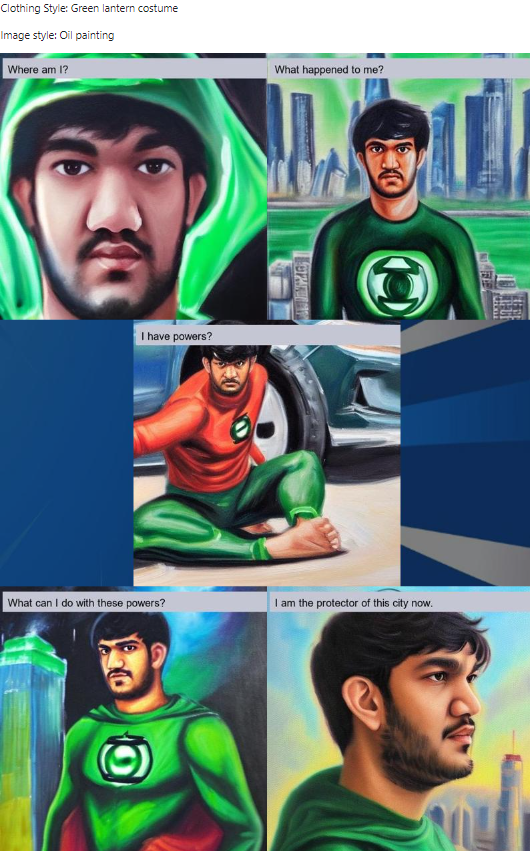 Clothing Style: Green lantern costume
Image style: Oil painting
Where am I?
What happened to me?
I have powers?
What can I do with these powers?
I am the protector of this city now.